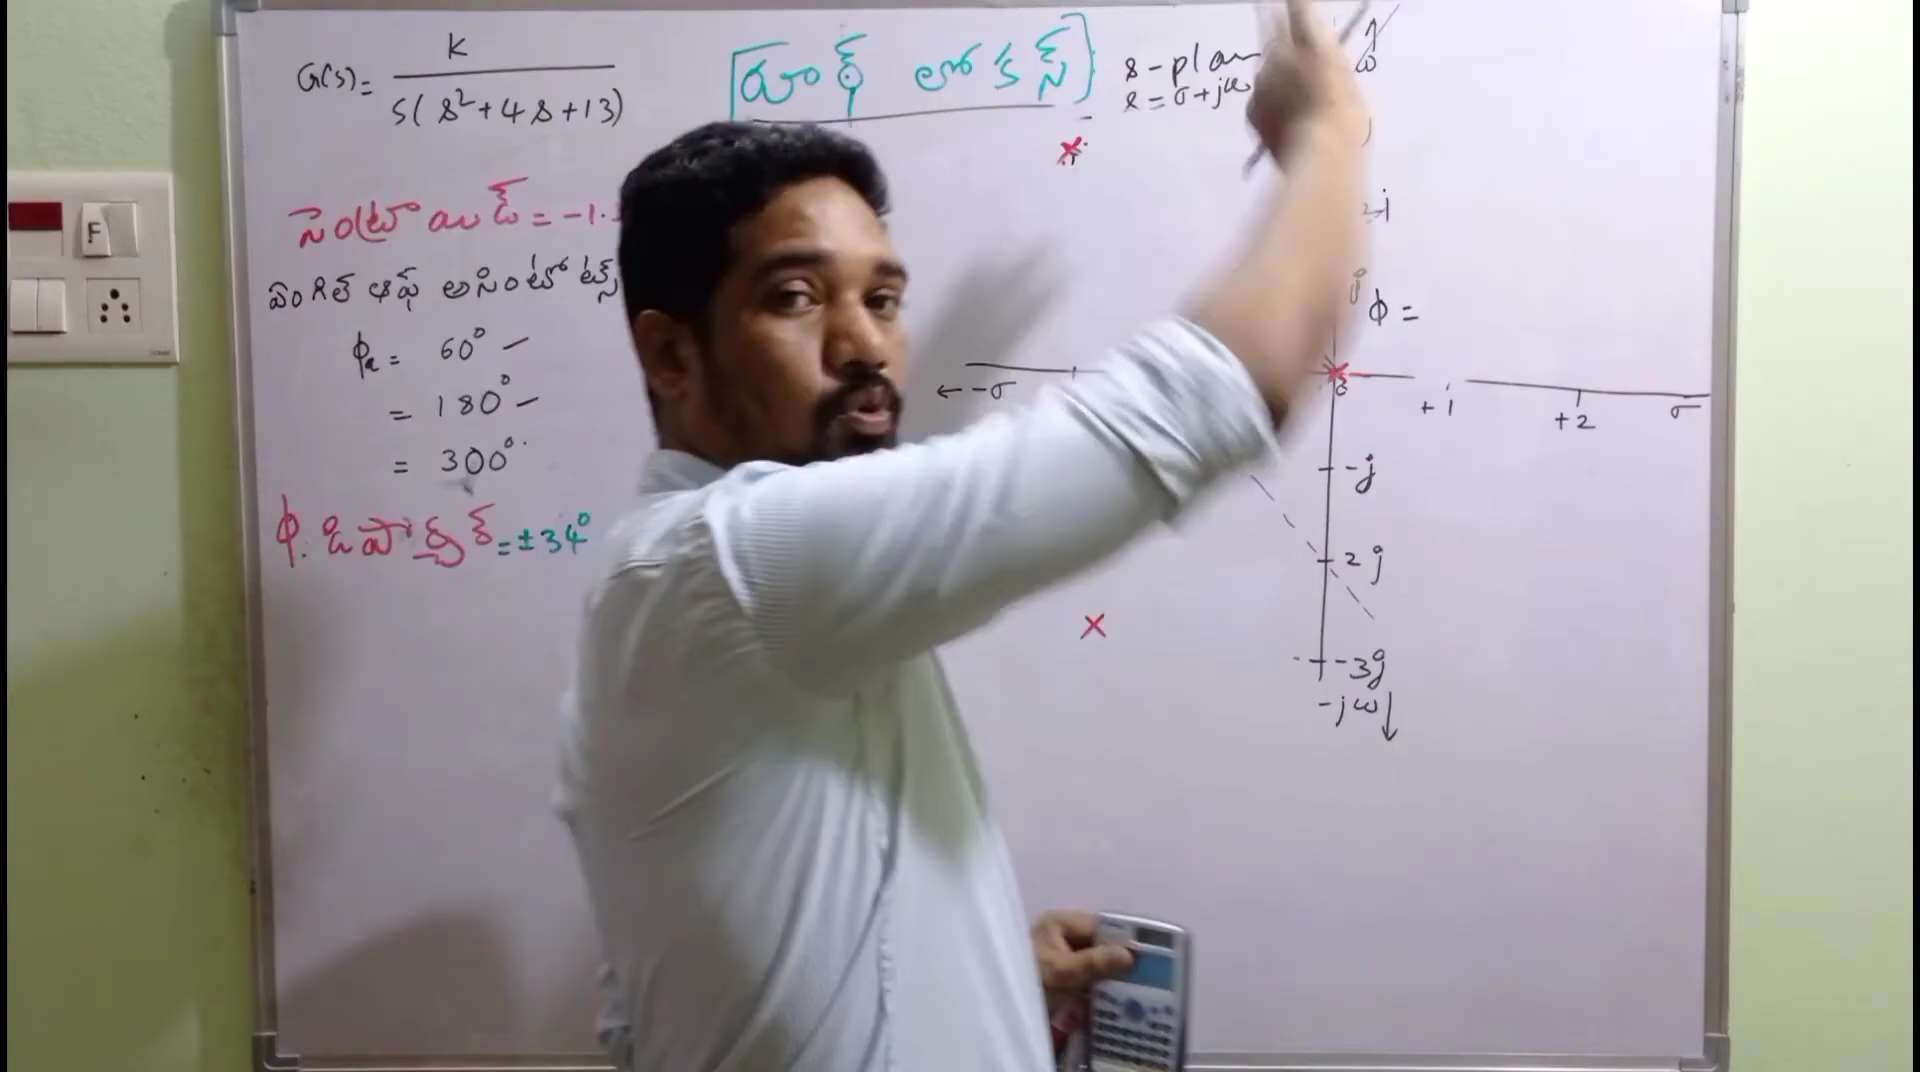 G(s) = K / s(s²+4s+13)
రూట్ లోకస్
s = σ+jω
సెంట్రాయిడ్ = -1.
ఏంగిల్ ఆఫ్ అసింటోట్స్
ϕa = 60°
= 180°
= 300°
ϕ. డిపార్చర్ = ±34°
ϕ =
← -σ
+1
+2
σ
-j
2j
-3j
-jω↓
F